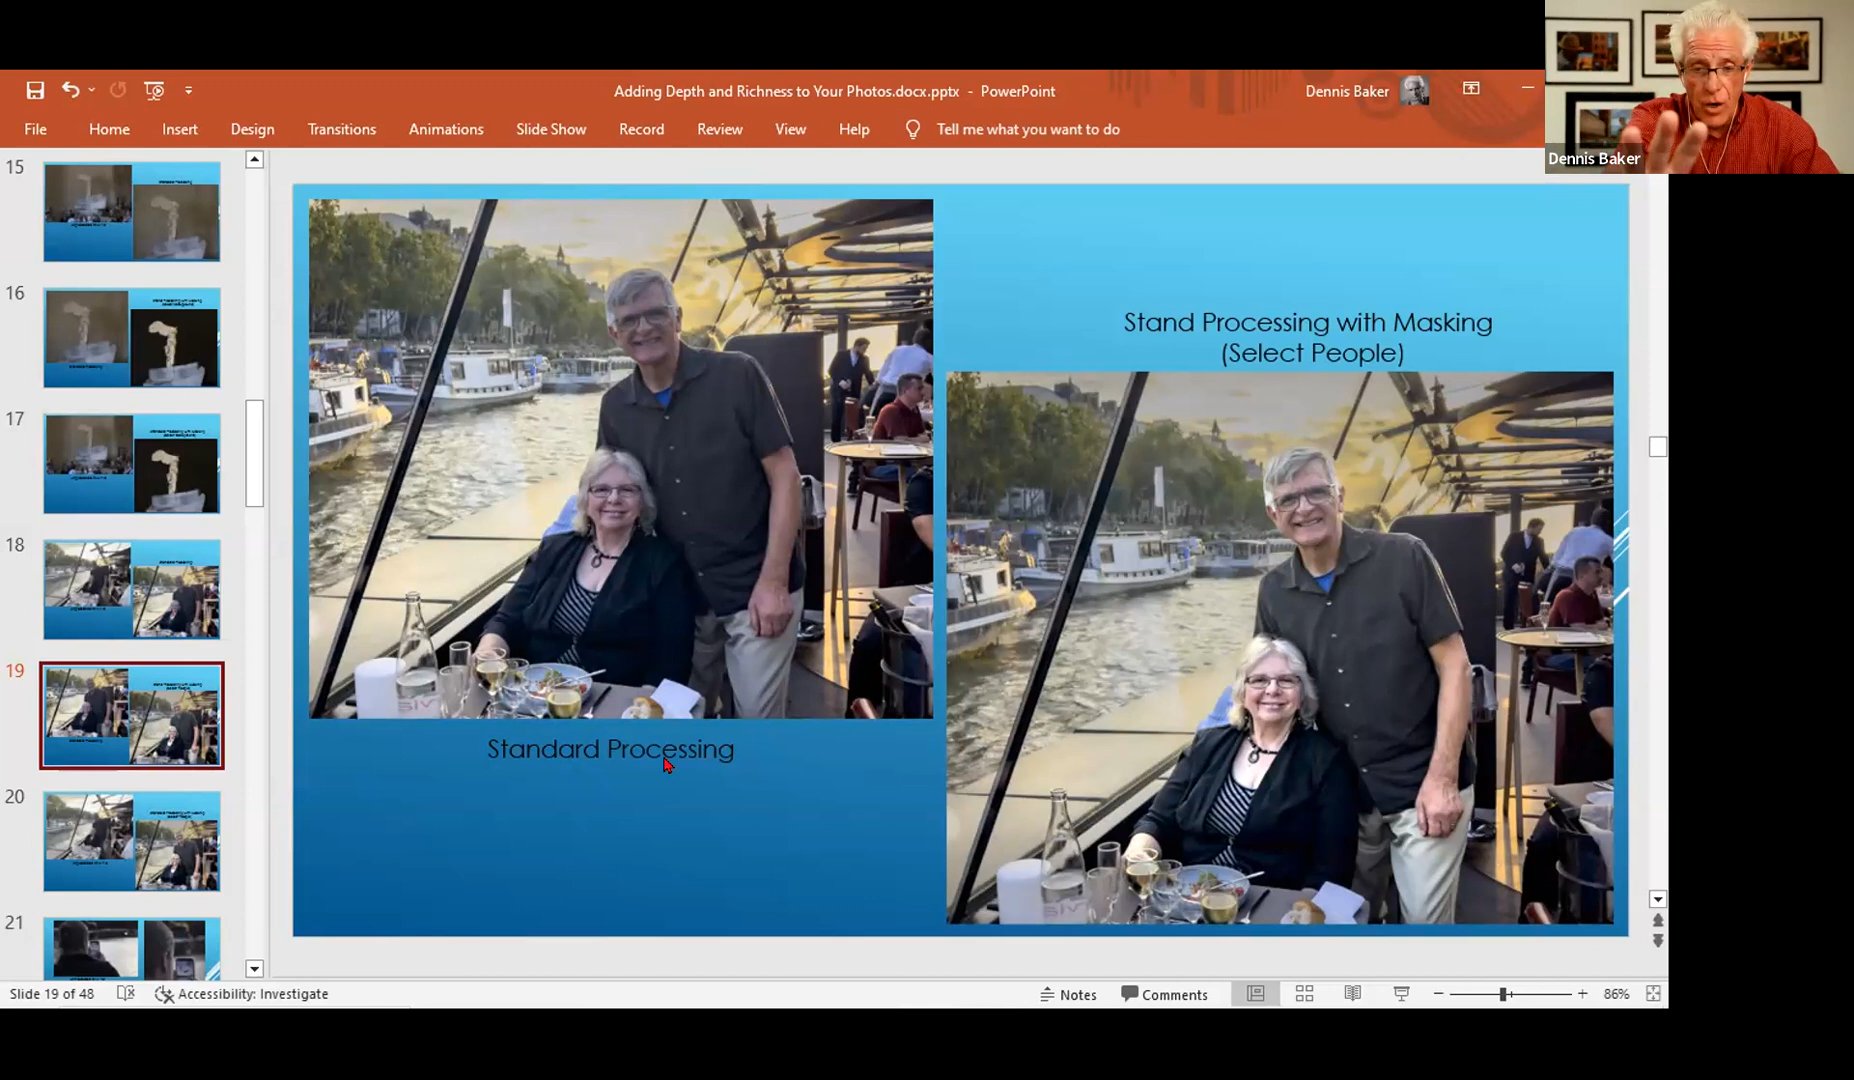 Adding Depth and Richness to Your Photos.docx.pptx - PowerPoint
Dennis Baker
File Home Insert Design Transitions Animations Slide Show Record Review View Help Tell me what you want to do
Dennis Baker
15
16
17
18
19
20
21
Stand Processing with Masking
(Select People)
Standard Processing
Slide 19 of 48 Accessibility: Investigate Notes Comments 86%